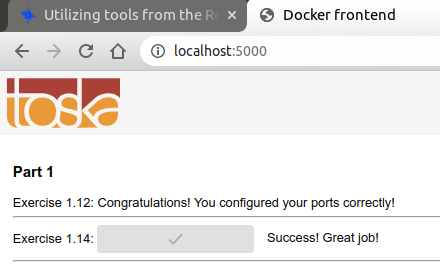 Utilizing tools from the Re
Docker frontend
localhost:5000
toska
Part 1
Exercise 1.12: Congratulations! You configured your ports correctly!
Exercise 1.14: Success! Great job!